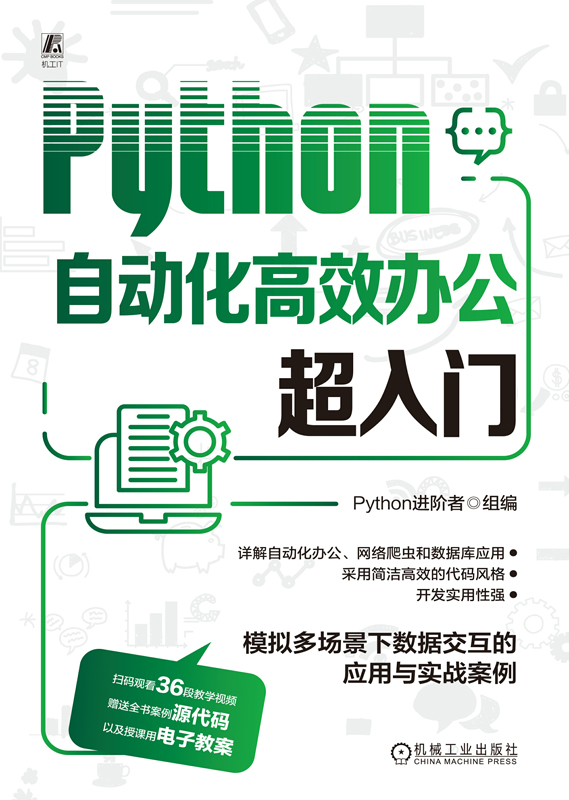 CMP BOOKS
机工IT
Python
自动化高效办公
超入门
BUSINESS
8
Python进阶者◎组编
详解自动化办公、网络爬虫和数据库应用●
采用简洁高效的代码风格●
开发实用性强●
模拟多场景下数据交互的
应用与实战案例
扫码观看36段教学视频
赠送全书案例源代码
以及授课用电子教案
机械工业出版社
CHINA MACHINE PRESS